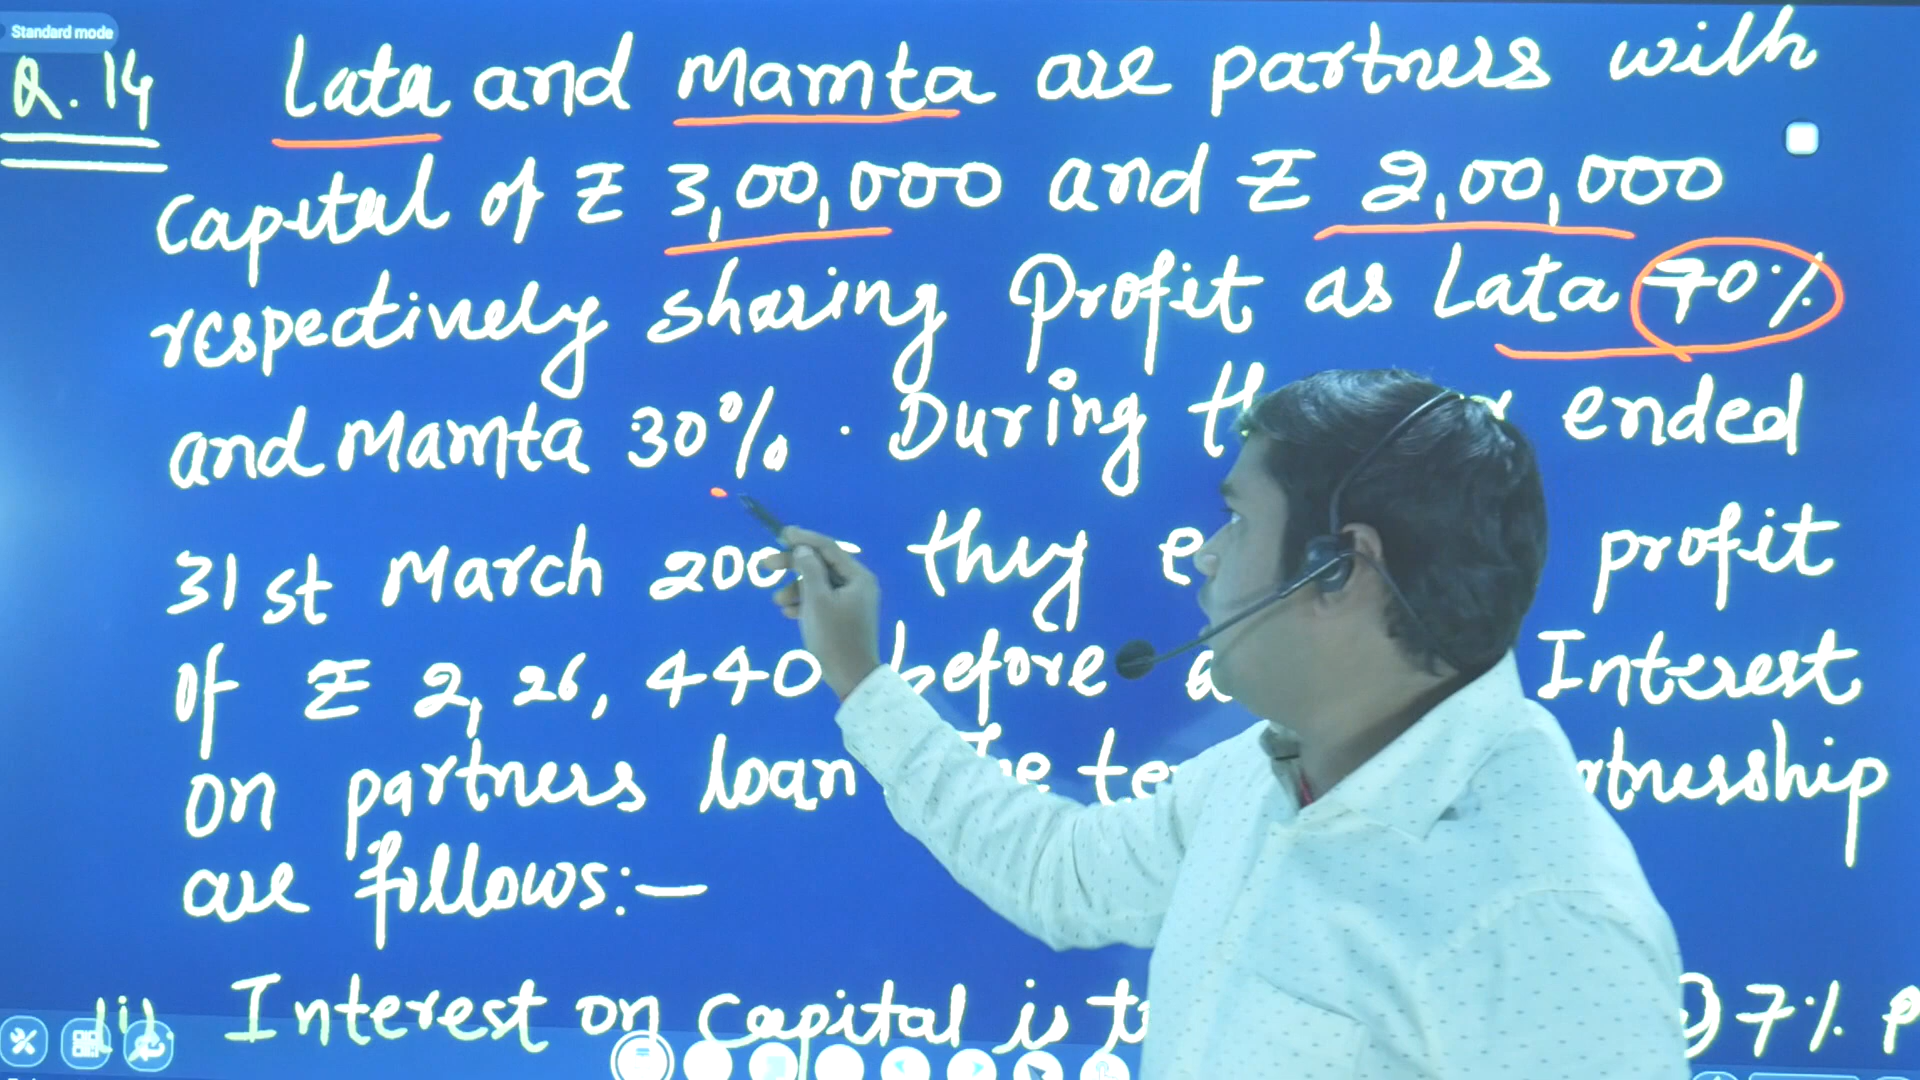 Standard mode
Q. 14 Lata and Mamta are partners with
Capital of ₹ 3,00,000 and ₹ 2,00,000
respectively sharing Profit as Lata 70%
and Mamta 30%. During ended
31st March they profit
of ₹ 2,26,440 before Interest
on partners loan
are follows:—
(i) Interest on Capital is 7%